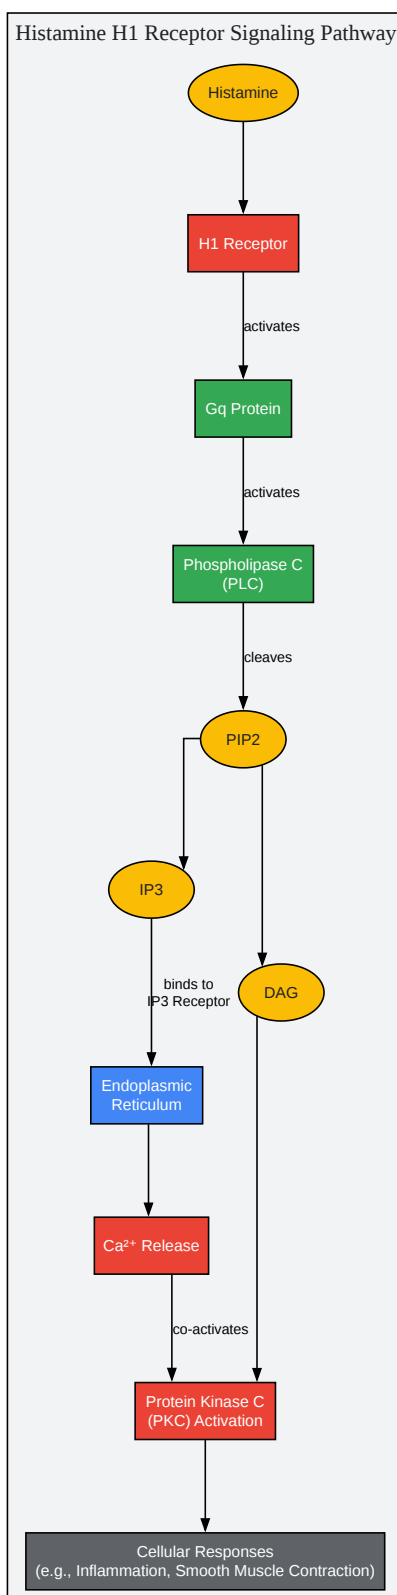 Histamine H1 Receptor Signaling Pathway
Histamine
H1 Receptor
activates
Gq Protein
activates
Phospholipase C
(PLC)
cleaves
PIP2
IP3
binds to
IP3 Receptor
DAG
Endoplasmic
Reticulum
Ca²⁺ Release
co-activates
Protein Kinase C
(PKC) Activation
Cellular Responses
(e.g., Inflammation, Smooth Muscle Contraction)